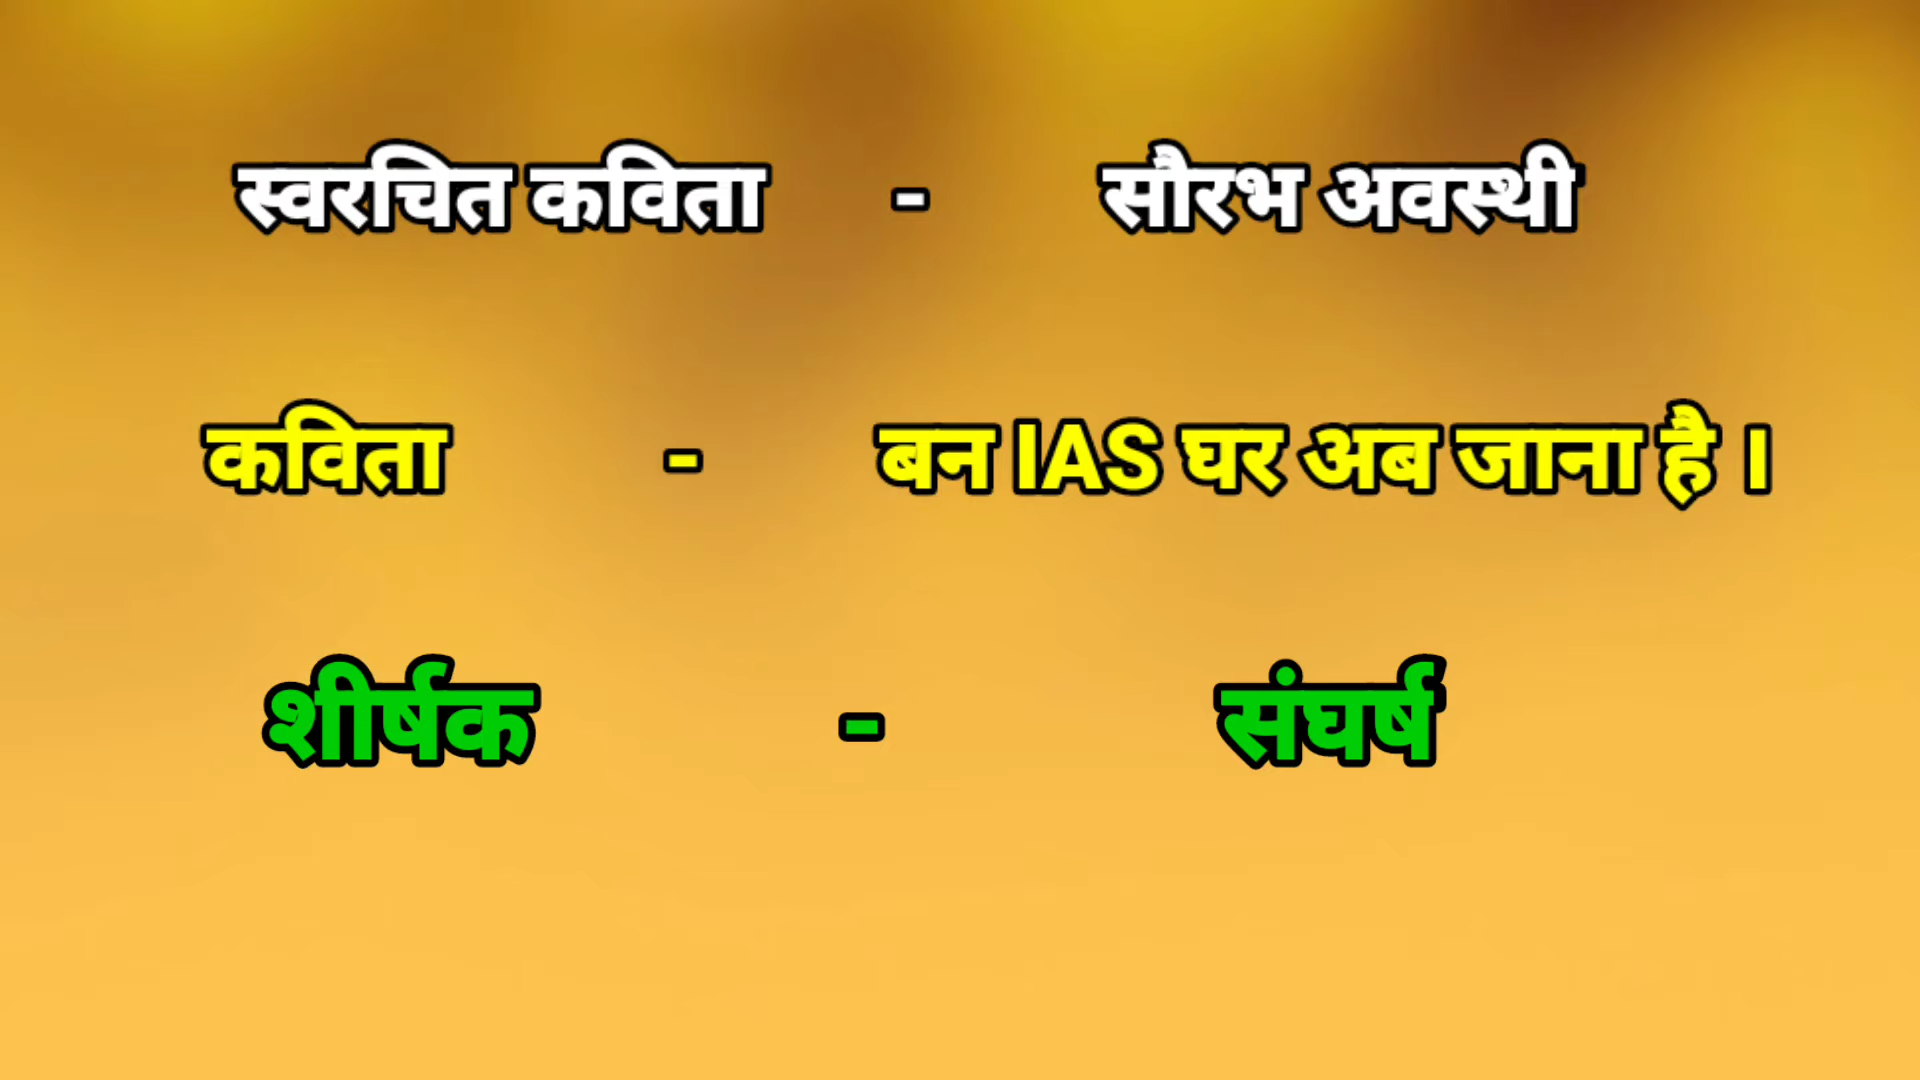 स्वरचित कविता - सौरभ अवस्थी
कविता - बन IAS घर अब जाना है ।
शीर्षक - संघर्ष